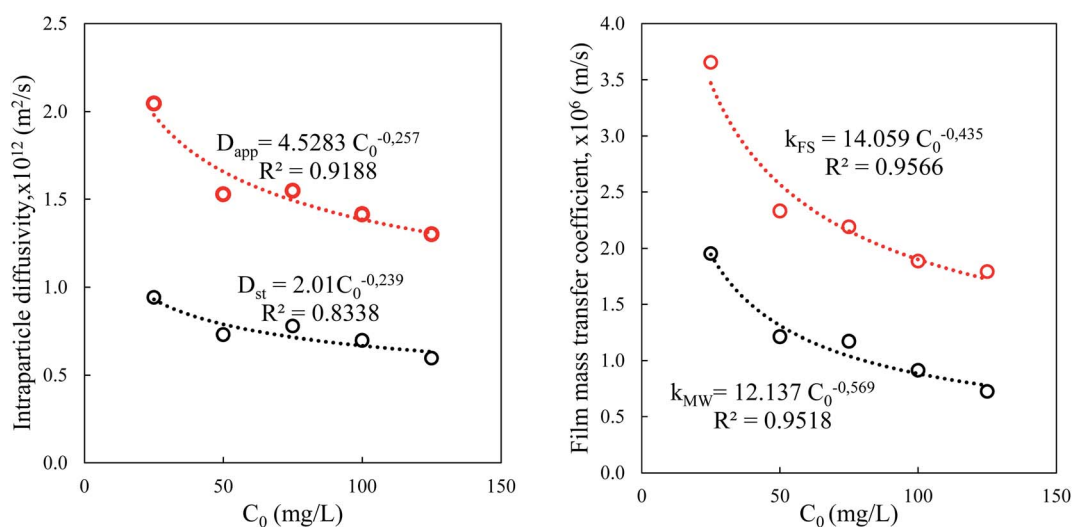 Intraparticle diffusivity,x10¹² (m²/s)
2.5
2.0
1.5
1.0
0.5
0.0
D_app= 4.5283 C₀^-0,257
R² = 0.9188
D_st = 2.01C₀^-0,239
R² = 0.8338
0 50 100 150
C₀ (mg/L)
Film mass transfer coefficient, x10⁶ (m/s)
4.0
3.5
3.0
2.5
2.0
1.5
1.0
0.5
0.0
k_FS = 14.059 C₀^-0,435
R² = 0.9566
k_MW= 12.137 C₀^-0,569
R² = 0.9518
0 50 100 150
C₀ (mg/L)